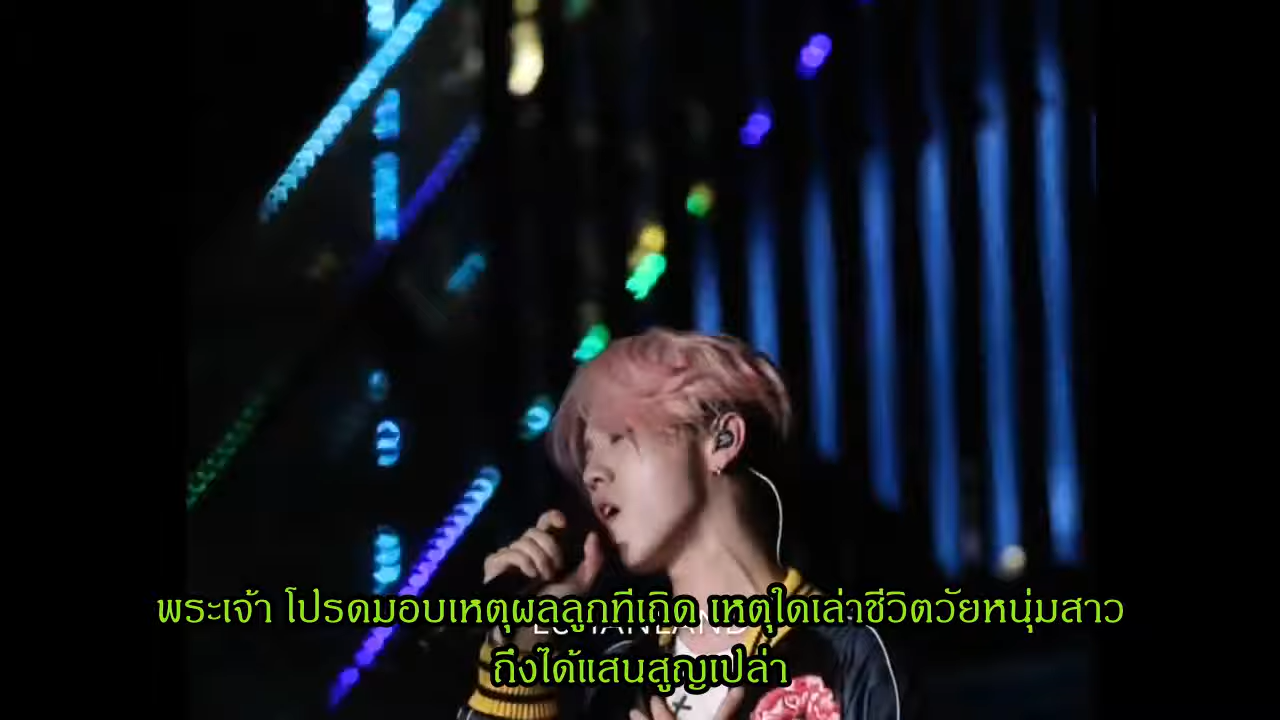 พระเจ้า โปรดมอบเหตุผลลูกทีเถิด เหตุใดเล่าชีวิตวัยหนุ่มสาว
ถึงได้แสนสูญเปล่า